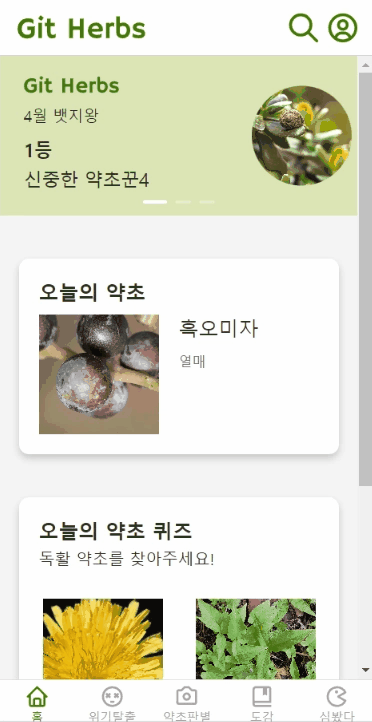 Git Herbs
Git Herbs
4월 뱃지왕
1등
신중한 약초꾼4
오늘의 약초
흑오미자
열매
오늘의 약초 퀴즈
독활 약초를 찾아주세요!
홈 위기탈출 약초판별 도감 심봤다